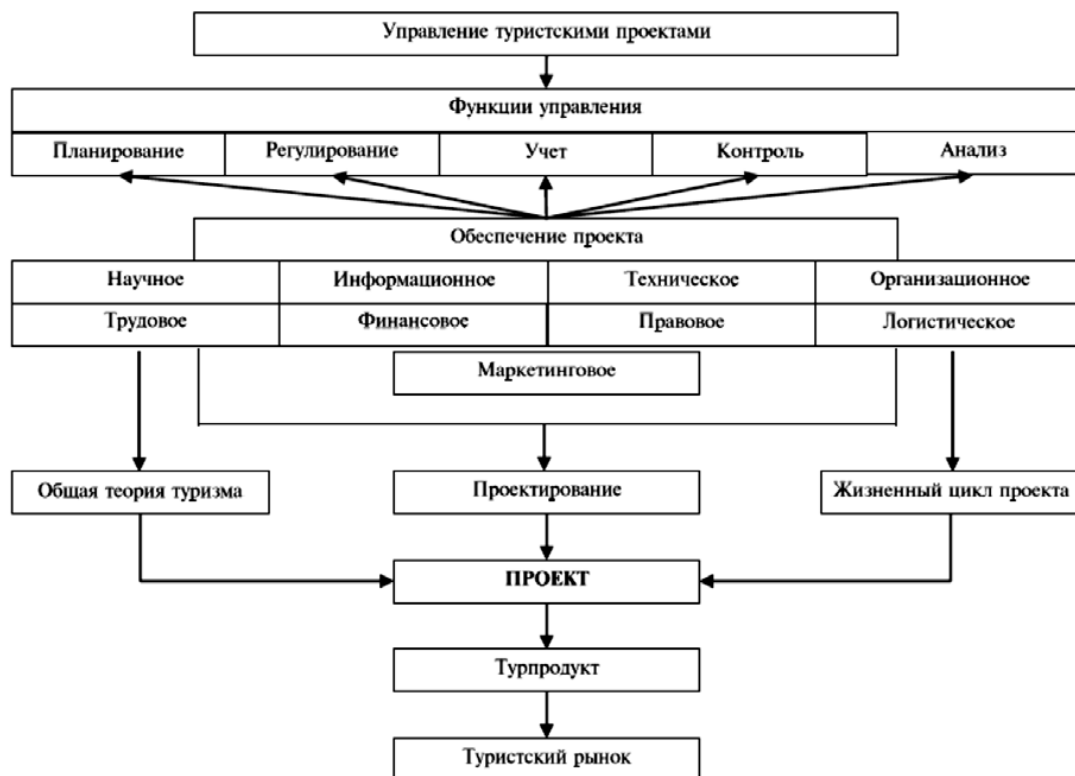 Управление туристскими проектами
Функции управления
Планирование Регулирование Учет Контроль Анализ
Обеспечение проекта
Научное Информационное Техническое Организационное
Трудовое Финансовое Правовое Логистическое
Маркетинговое
Общая теория туризма Проектирование Жизненный цикл проекта
ПРОЕКТ
Турпродукт
Туристский рынок